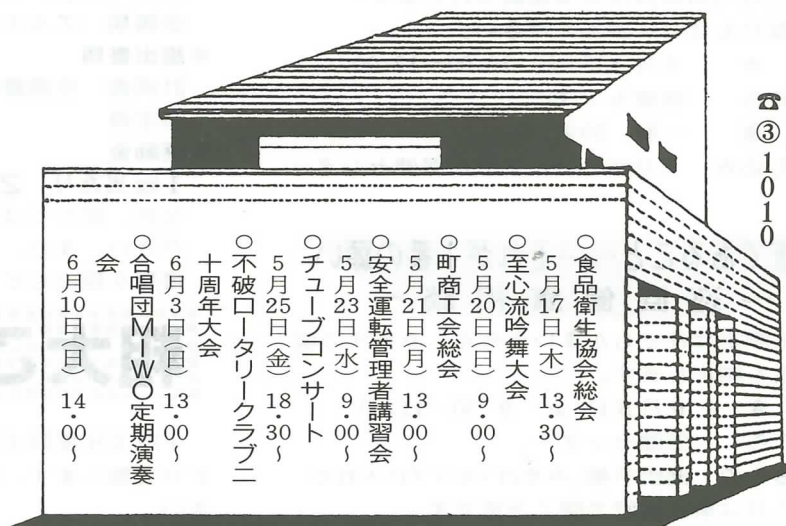 ☎③1010
○食品衛生協会総会
5月17日(木) 13・30〜
○至心流吟舞大会
5月20日(日) 9・00〜
○町商工会総会
5月21日(月) 13・00〜
○安全運転管理者講習会
5月23日(水) 9・00〜
○チューブコンサート
5月25日(金) 18・30〜
○不破ロータリークラブ二
十周年大会
6月3日(日) 13・00〜
○合唱団MIWO定期演奏
会
6月10日(日) 14・00〜